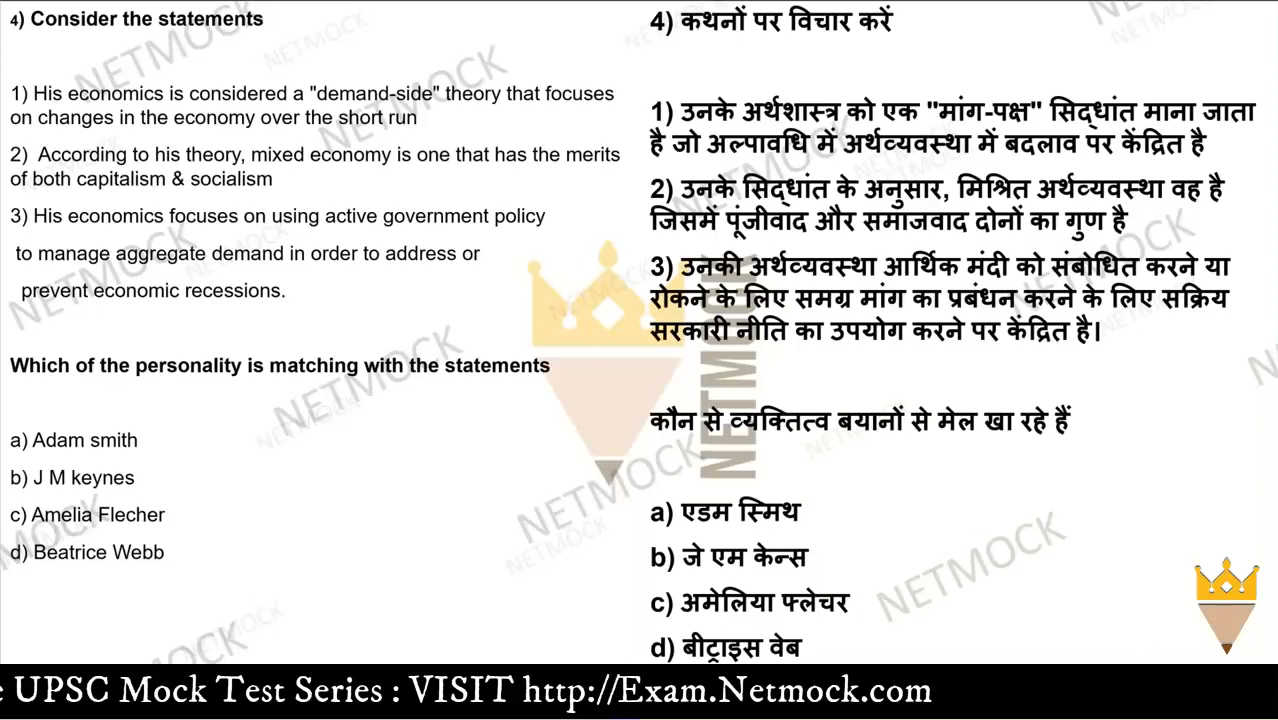 4) Consider the statements
1) His economics is considered a "demand-side" theory that focuses
on changes in the economy over the short run
2) According to his theory, mixed economy is one that has the merits
of both capitalism & socialism
3) His economics focuses on using active government policy
to manage aggregate demand in order to address or
prevent economic recessions.
Which of the personality is matching with the statements
a) Adam smith
b) J M keynes
c) Amelia Flecher
d) Beatrice Webb
4) कथनों पर विचार करें
1) उनके अर्थशास्त्र को एक "मांग-पक्ष" सिद्धांत माना जाता
है जो अल्पावधि में अर्थव्यवस्था में बदलाव पर केंद्रित है
2) उनके सिद्धांत के अनुसार, मिश्रित अर्थव्यवस्था वह है
जिसमें पूंजीवाद और समाजवाद दोनों का गुण है
3) उनकी अर्थव्यवस्था आर्थिक मंदी को संबोधित करने या
रोकने के लिए समग्र मांग का प्रबंधन करने के लिए सक्रिय
सरकारी नीति का उपयोग करने पर केंद्रित है।
कौन से व्यक्तित्व बयानों से मेल खा रहे हैं
a) एडम स्मिथ
b) जे एम केन्स
c) अमेलिया फ्लेचर
d) बीट्राइस वेब
NETMOCK
e UPSC Mock Test Series : VISIT http://Exam.Netmock.com